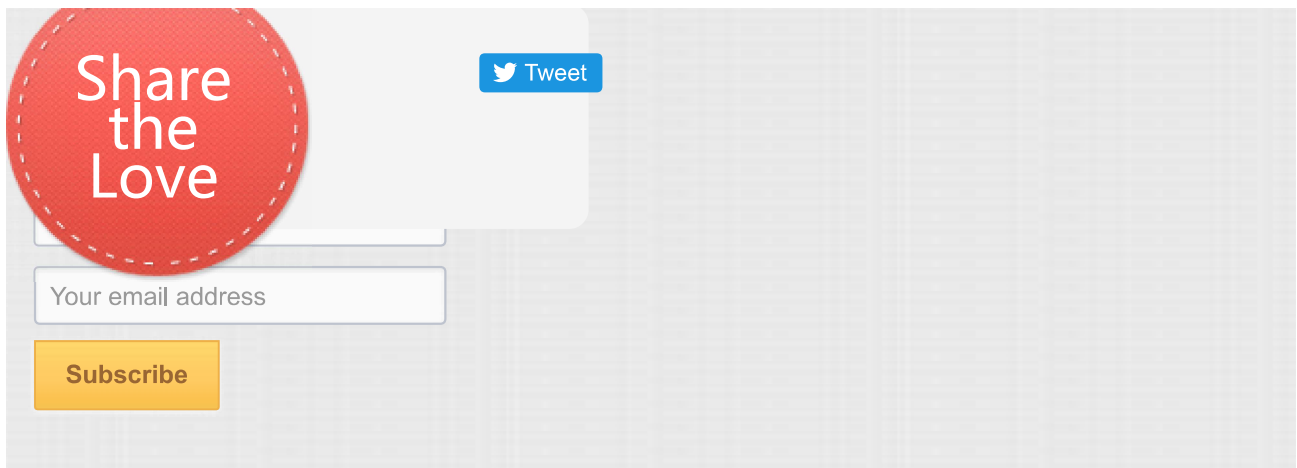 Share
the
Love
Tweet
Your email address
Subscribe